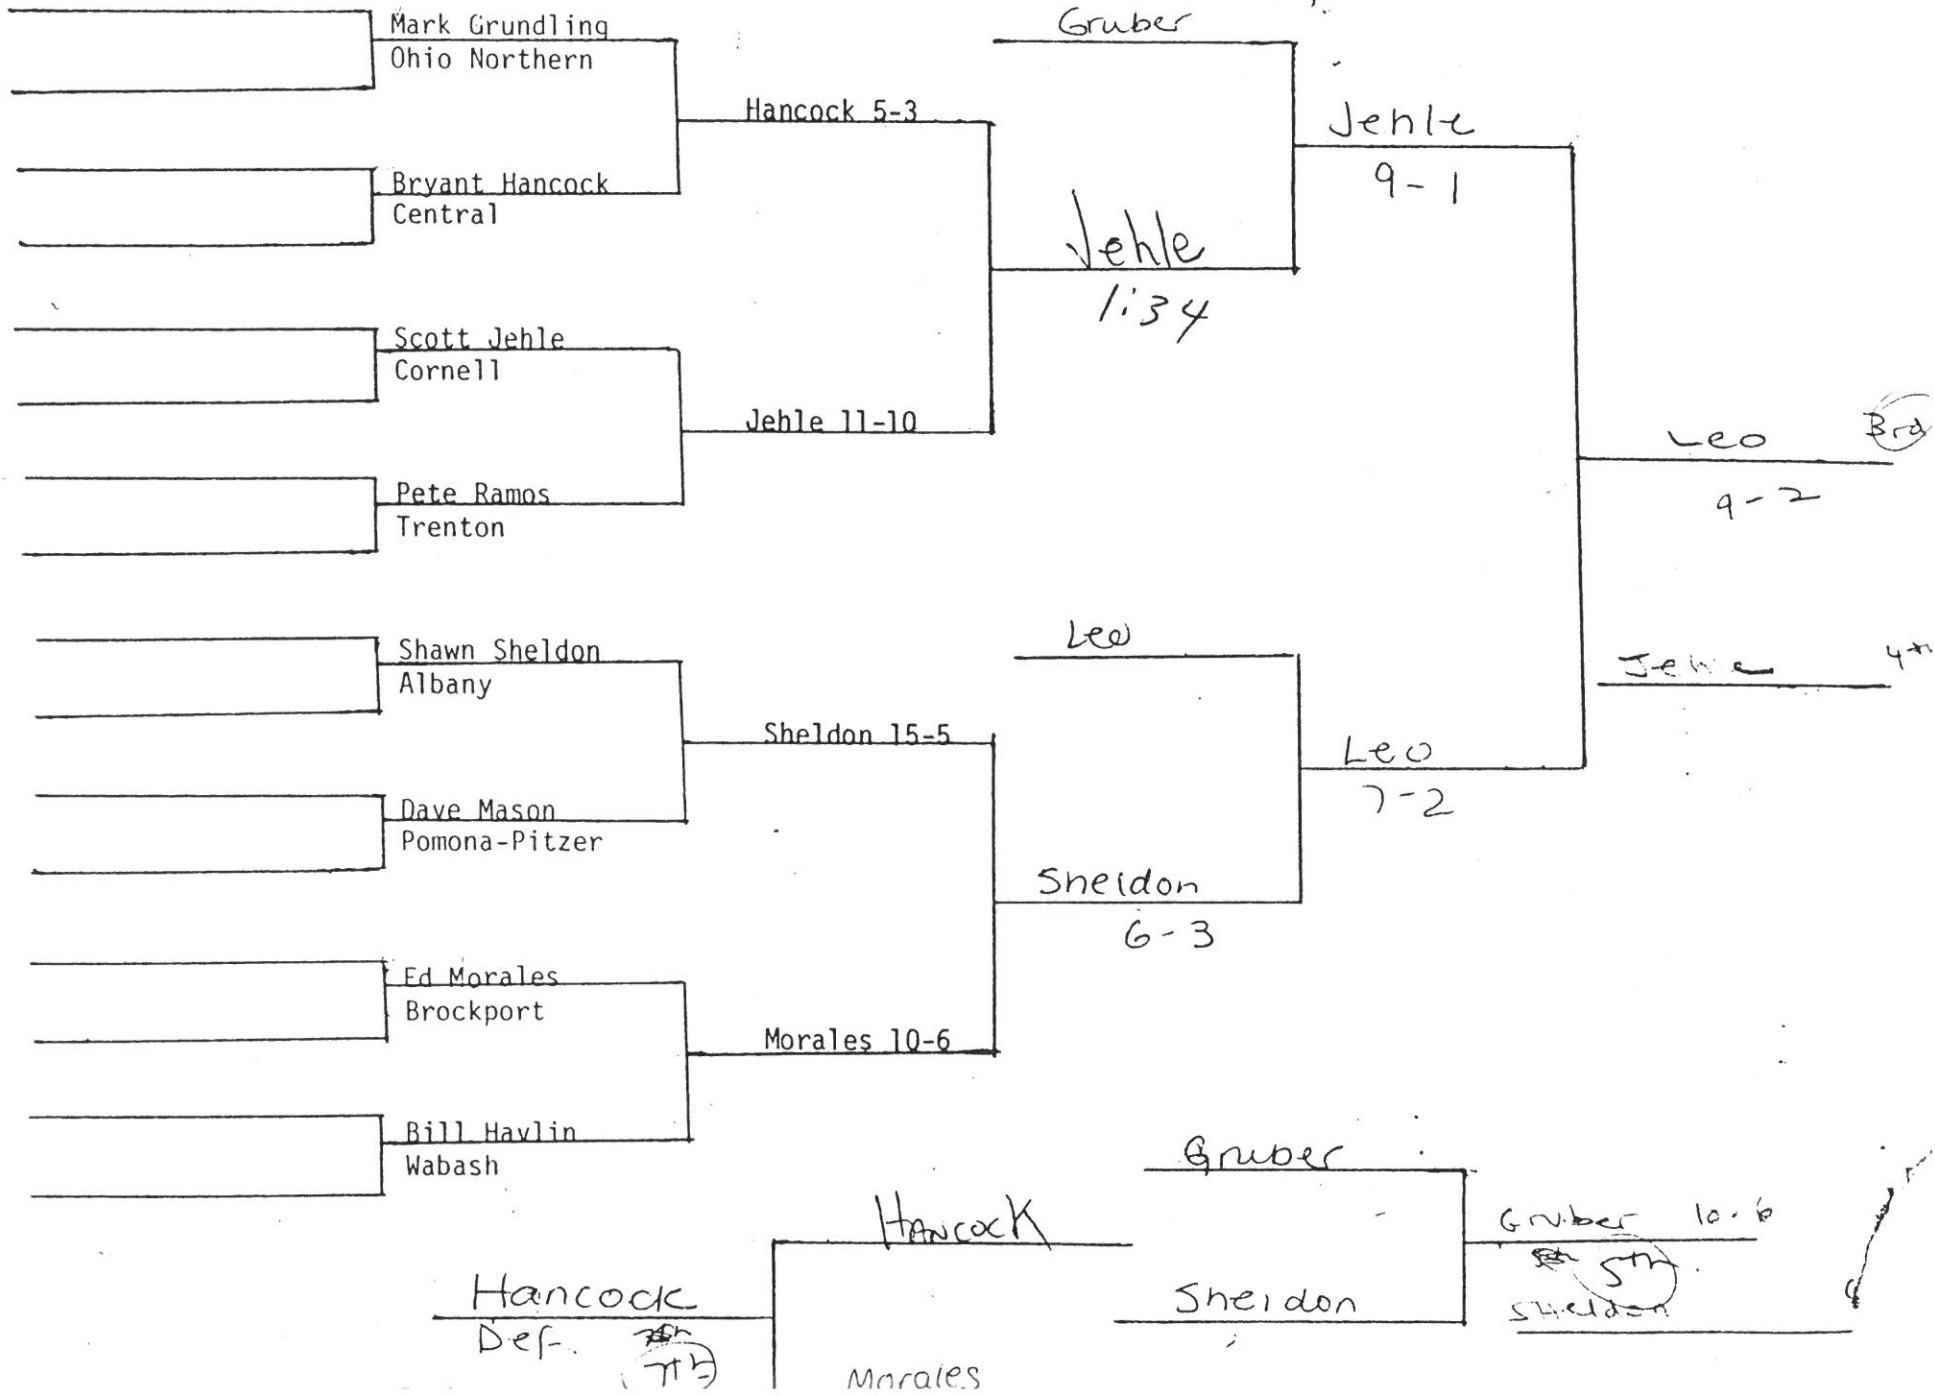 Mark Grundling
Ohio Northern
Gruber
Hancock 5-3
Jehle
9-1
Bryant Hancock
Central
Jehle
1:34
Scott Jehle
Cornell
Jehle 11-10
Leo 3rd
9-2
Pete Ramos
Trenton
Shawn Sheldon
Albany
Leo
Jehle 4th
Sheldon 15-5
Leo
7-2
Dave Mason
Pomona-Pitzer
Sheldon
6-3
Ed Morales
Brockport
Morales 10-6
Bill Havlin
Wabash
Gruber
Hancock
Gruber 10-6
5th
Hancock
Def.
7th
Sheldon
Sheldon
Morales